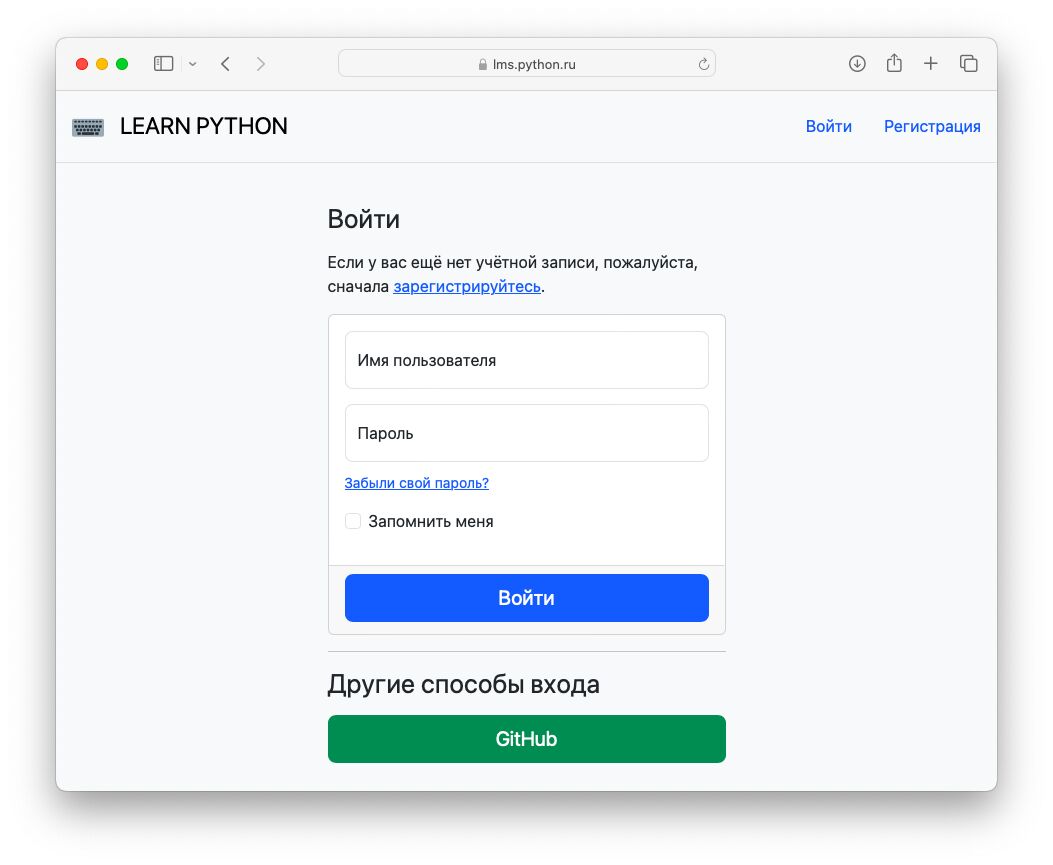 lms.python.ru
LEARN PYTHON
Войти
Регистрация
Войти
Если у вас ещё нет учётной записи, пожалуйста,
сначала зарегистрируйтесь.
Имя пользователя
Пароль
Забыли свой пароль?
Запомнить меня
Войти
Другие способы входа
GitHub